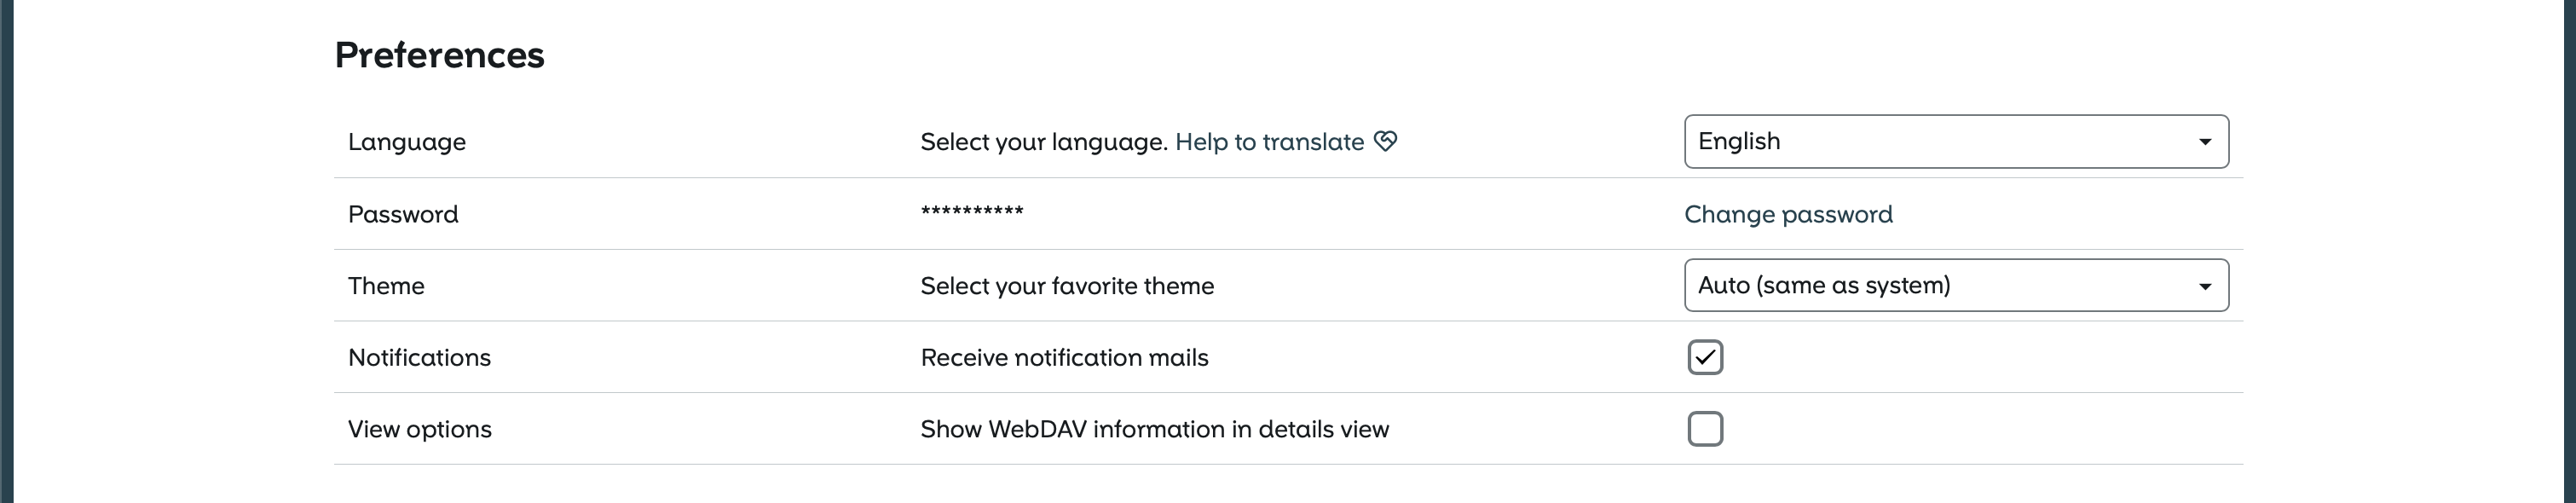 Preferences
Language Select your language. Help to translate English
Password ********** Change password
Theme Select your favorite theme Auto (same as system)
Notifications Receive notification mails
View options Show WebDAV information in details view